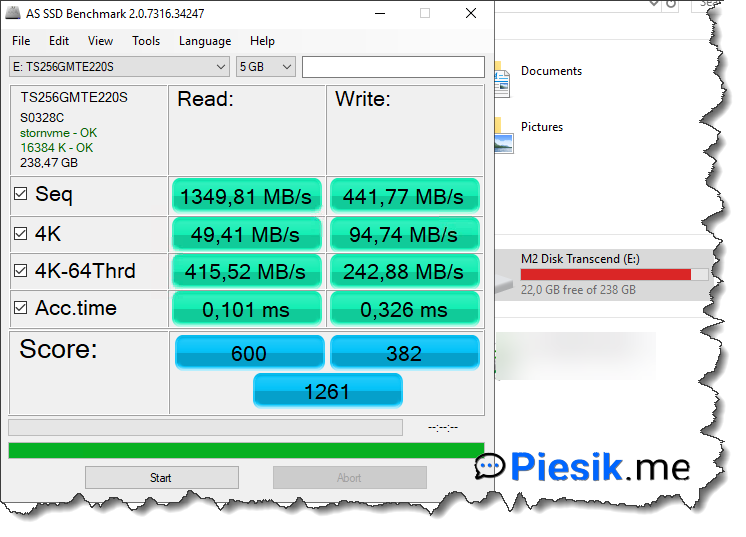 AS SSD Benchmark 2.0.7316.34247
File Edit View Tools Language Help
E: TS256GMTE220S 5 GB
TS256GMTE220S
S0328C
stornvme - OK
16384 K - OK
238,47 GB
Read: Write:
Seq 1349,81 MB/s 441,77 MB/s
4K 49,41 MB/s 94,74 MB/s
4K-64Thrd 415,52 MB/s 242,88 MB/s
Acc.time 0,101 ms 0,326 ms
Score: 600 382
1261
--:--:--
Start Abort
Documents
Pictures
M2 Disk Transcend (E:)
22,0 GB free of 238 GB
Piesik.me